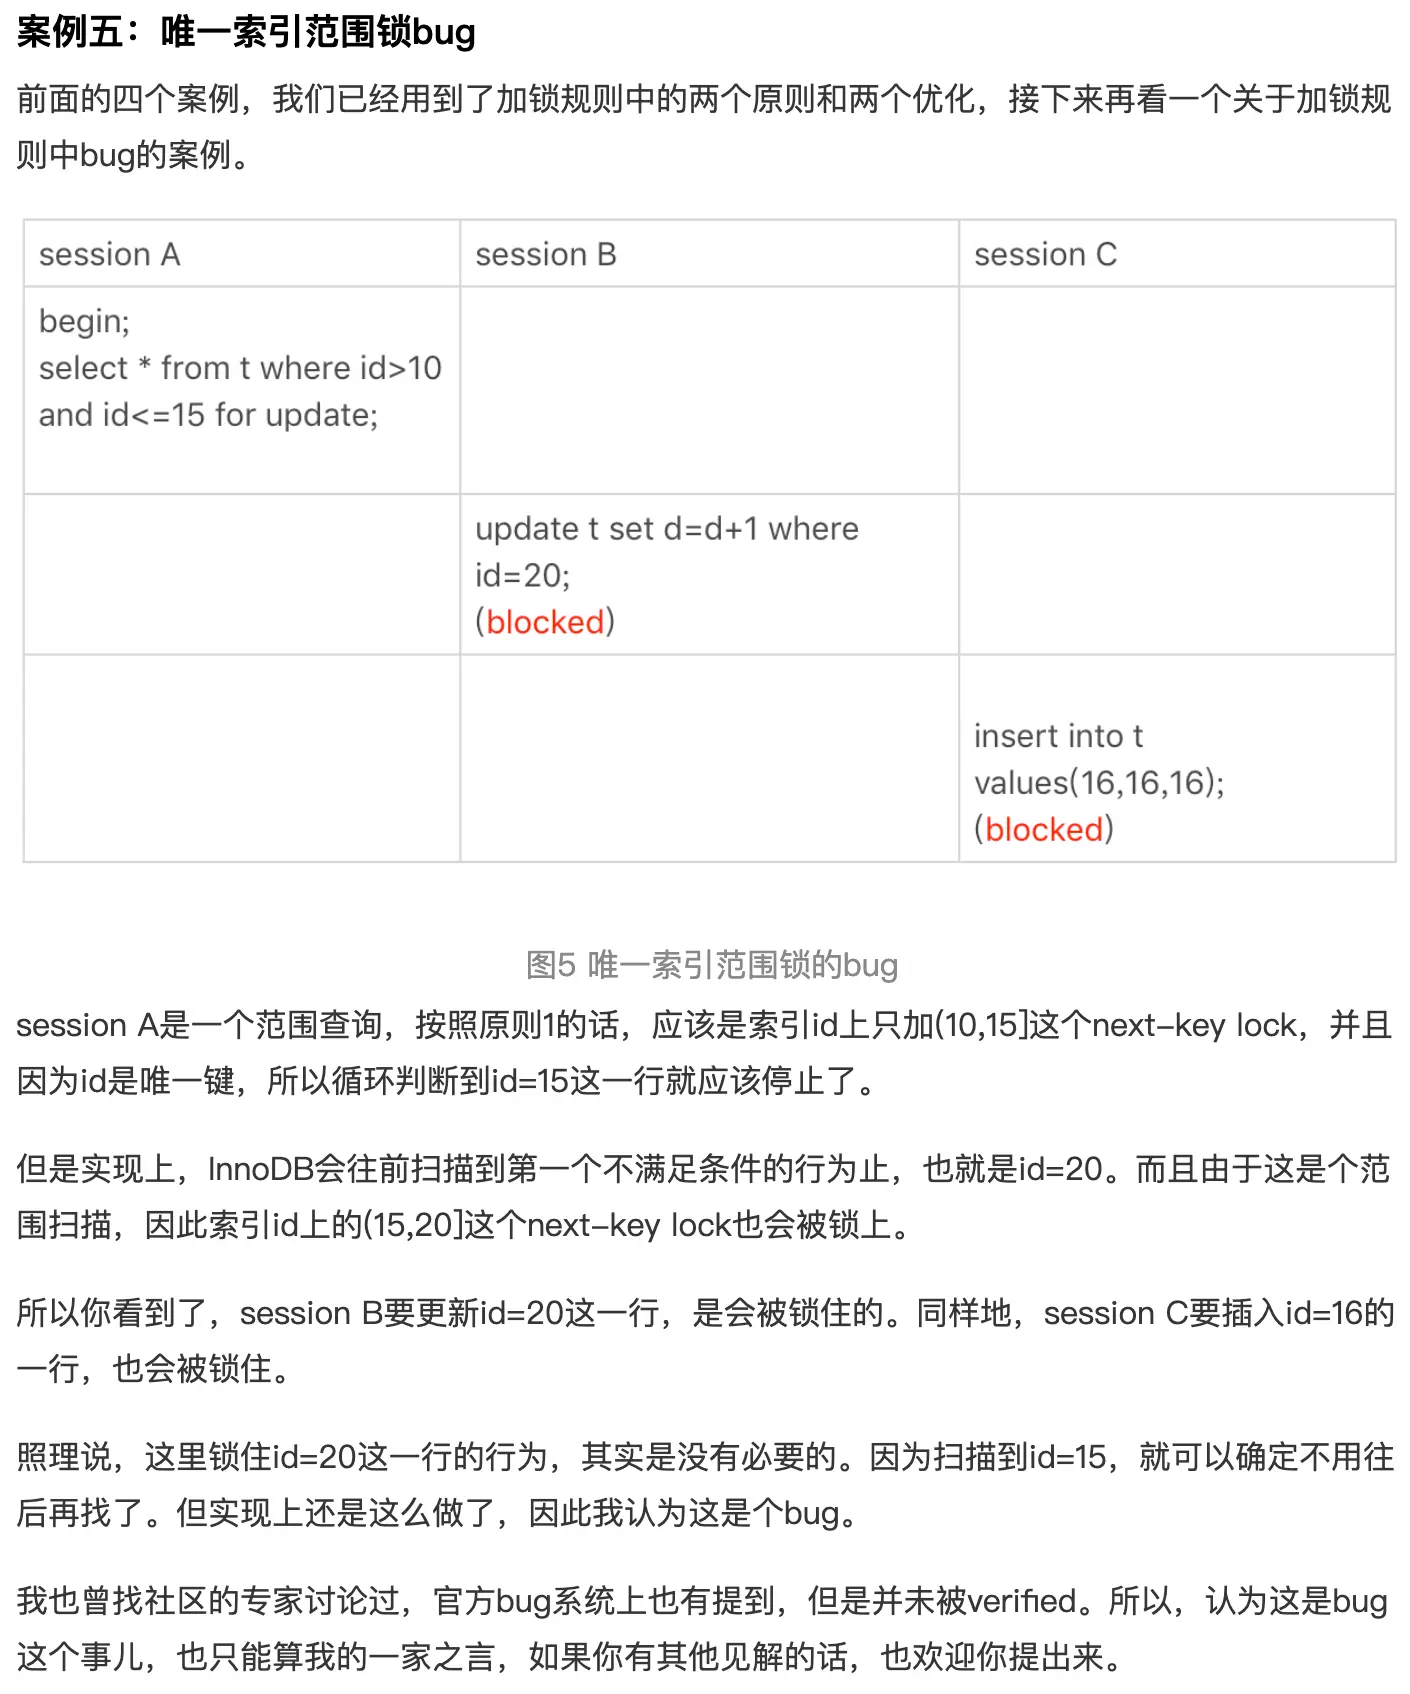 案例五：唯一索引范围锁bug
前面的四个案例，我们已经用到了加锁规则中的两个原则和两个优化，接下来再看一个关于加锁规
则中bug的案例。
session A
session B
session C
begin;
select * from t where id>10
and id<=15 for update;
update t set d=d+1 where
id=20;
(blocked)
insert into t
values(16,16,16);
(blocked)
图5 唯一索引范围锁的bug
session A是一个范围查询，按照原则1的话，应该是索引id上只加(10,15]这个next-key lock，并且
因为id是唯一键，所以循环判断到id=15这一行就应该停止了。
但是实现上，InnoDB会往前扫描到第一个不满足条件的行为止，也就是id=20。而且由于这是个范
围扫描，因此索引id上的(15,20]这个next-key lock也会被锁上。
所以你看到了，session B要更新id=20这一行，是会被锁住的。同样地，session C要插入id=16的
一行，也会被锁住。
照理说，这里锁住id=20这一行的行为，其实是没有必要的。因为扫描到id=15，就可以确定不用往
后再找了。但实现上还是这么做了，因此我认为这是个bug。
我也曾找社区的专家讨论过，官方bug系统上也有提到，但是并未被verified。所以，认为这是bug
这个事儿，也只能算我的一家之言，如果你有其他见解的话，也欢迎你提出来。